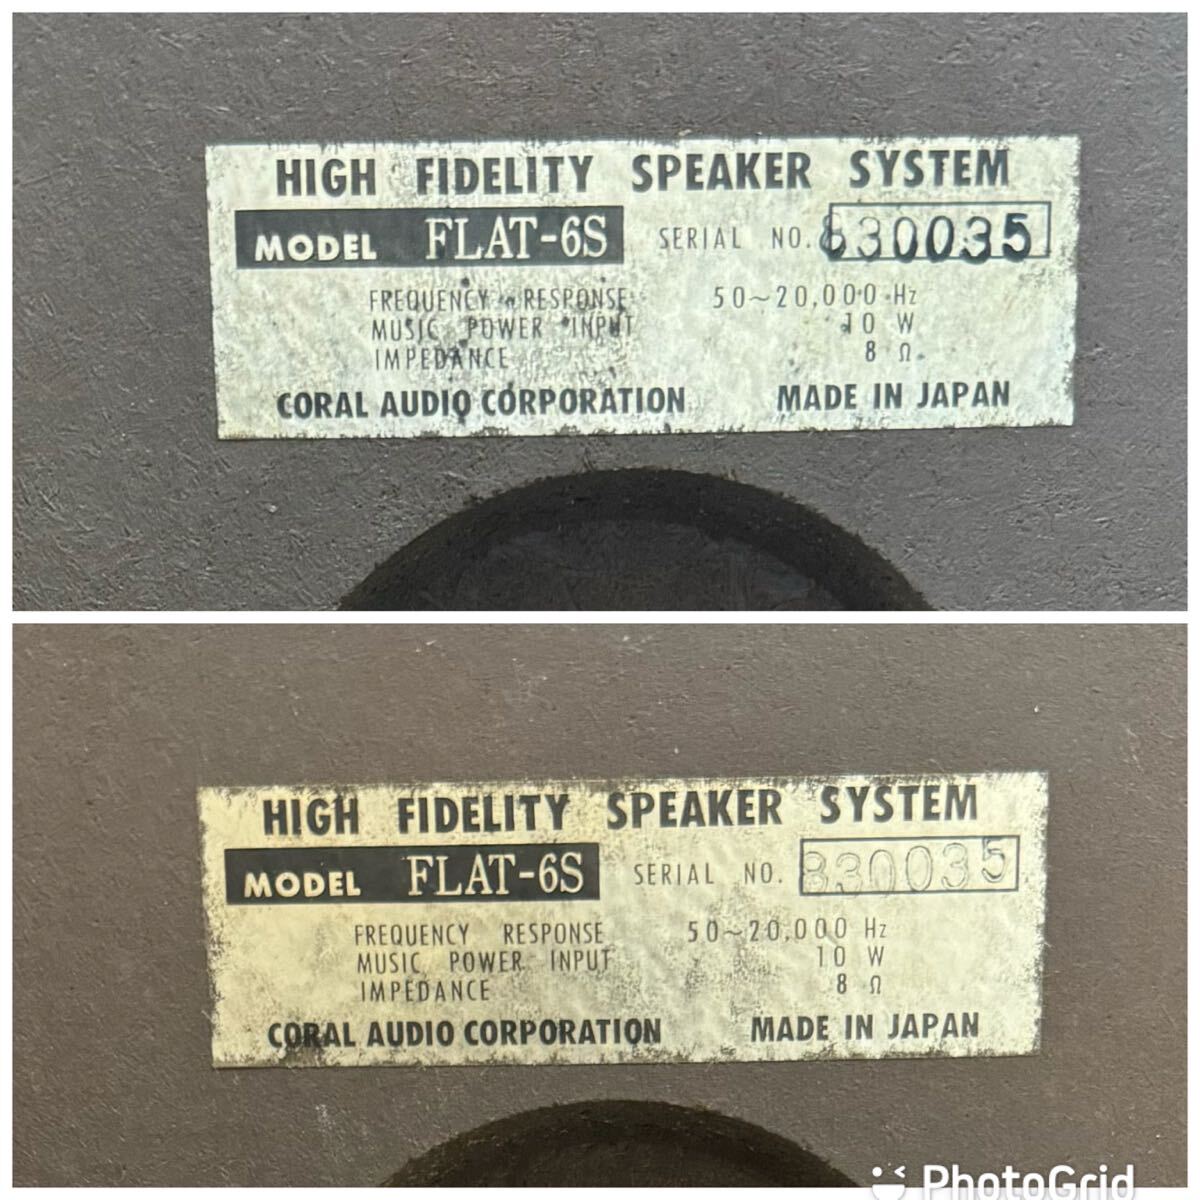 HIGH FIDELITY SPEAKER SYSTEM
MODEL FLAT-6S SERIAL NO. 830035
FREQUENCY RESPONSE 50~20,000 Hz
MUSIC POWER INPUT 10 W
IMPEDANCE 8 Ω
CORAL AUDIO CORPORATION MADE IN JAPAN
HIGH FIDELITY SPEAKER SYSTEM
MODEL FLAT-6S SERIAL NO. 830035
FREQUENCY RESPONSE 50~20,000 Hz
MUSIC POWER INPUT 10 W
IMPEDANCE 8 Ω
CORAL AUDIO CORPORATION MADE IN JAPAN
PhotoGrid